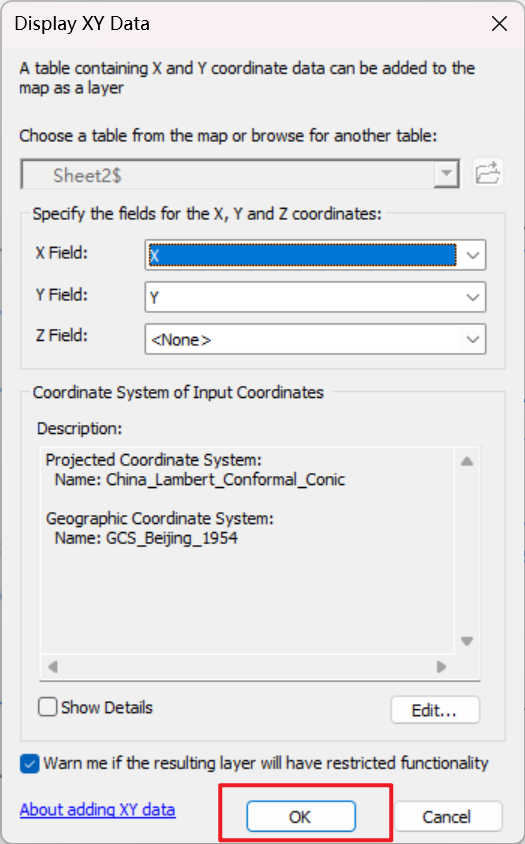 Display XY Data
A table containing X and Y coordinate data can be added to the
map as a layer
Choose a table from the map or browse for another table:
Sheet2$
Specify the fields for the X, Y and Z coordinates:
X Field:
X
Y Field:
Y
Z Field:
<None>
Coordinate System of Input Coordinates
Description:
Projected Coordinate System:
Name: China_Lambert_Conformal_Conic
Geographic Coordinate System:
Name: GCS_Beijing_1954
Show Details
Edit...
Warn me if the resulting layer will have restricted functionality
About adding XY data
OK
Cancel